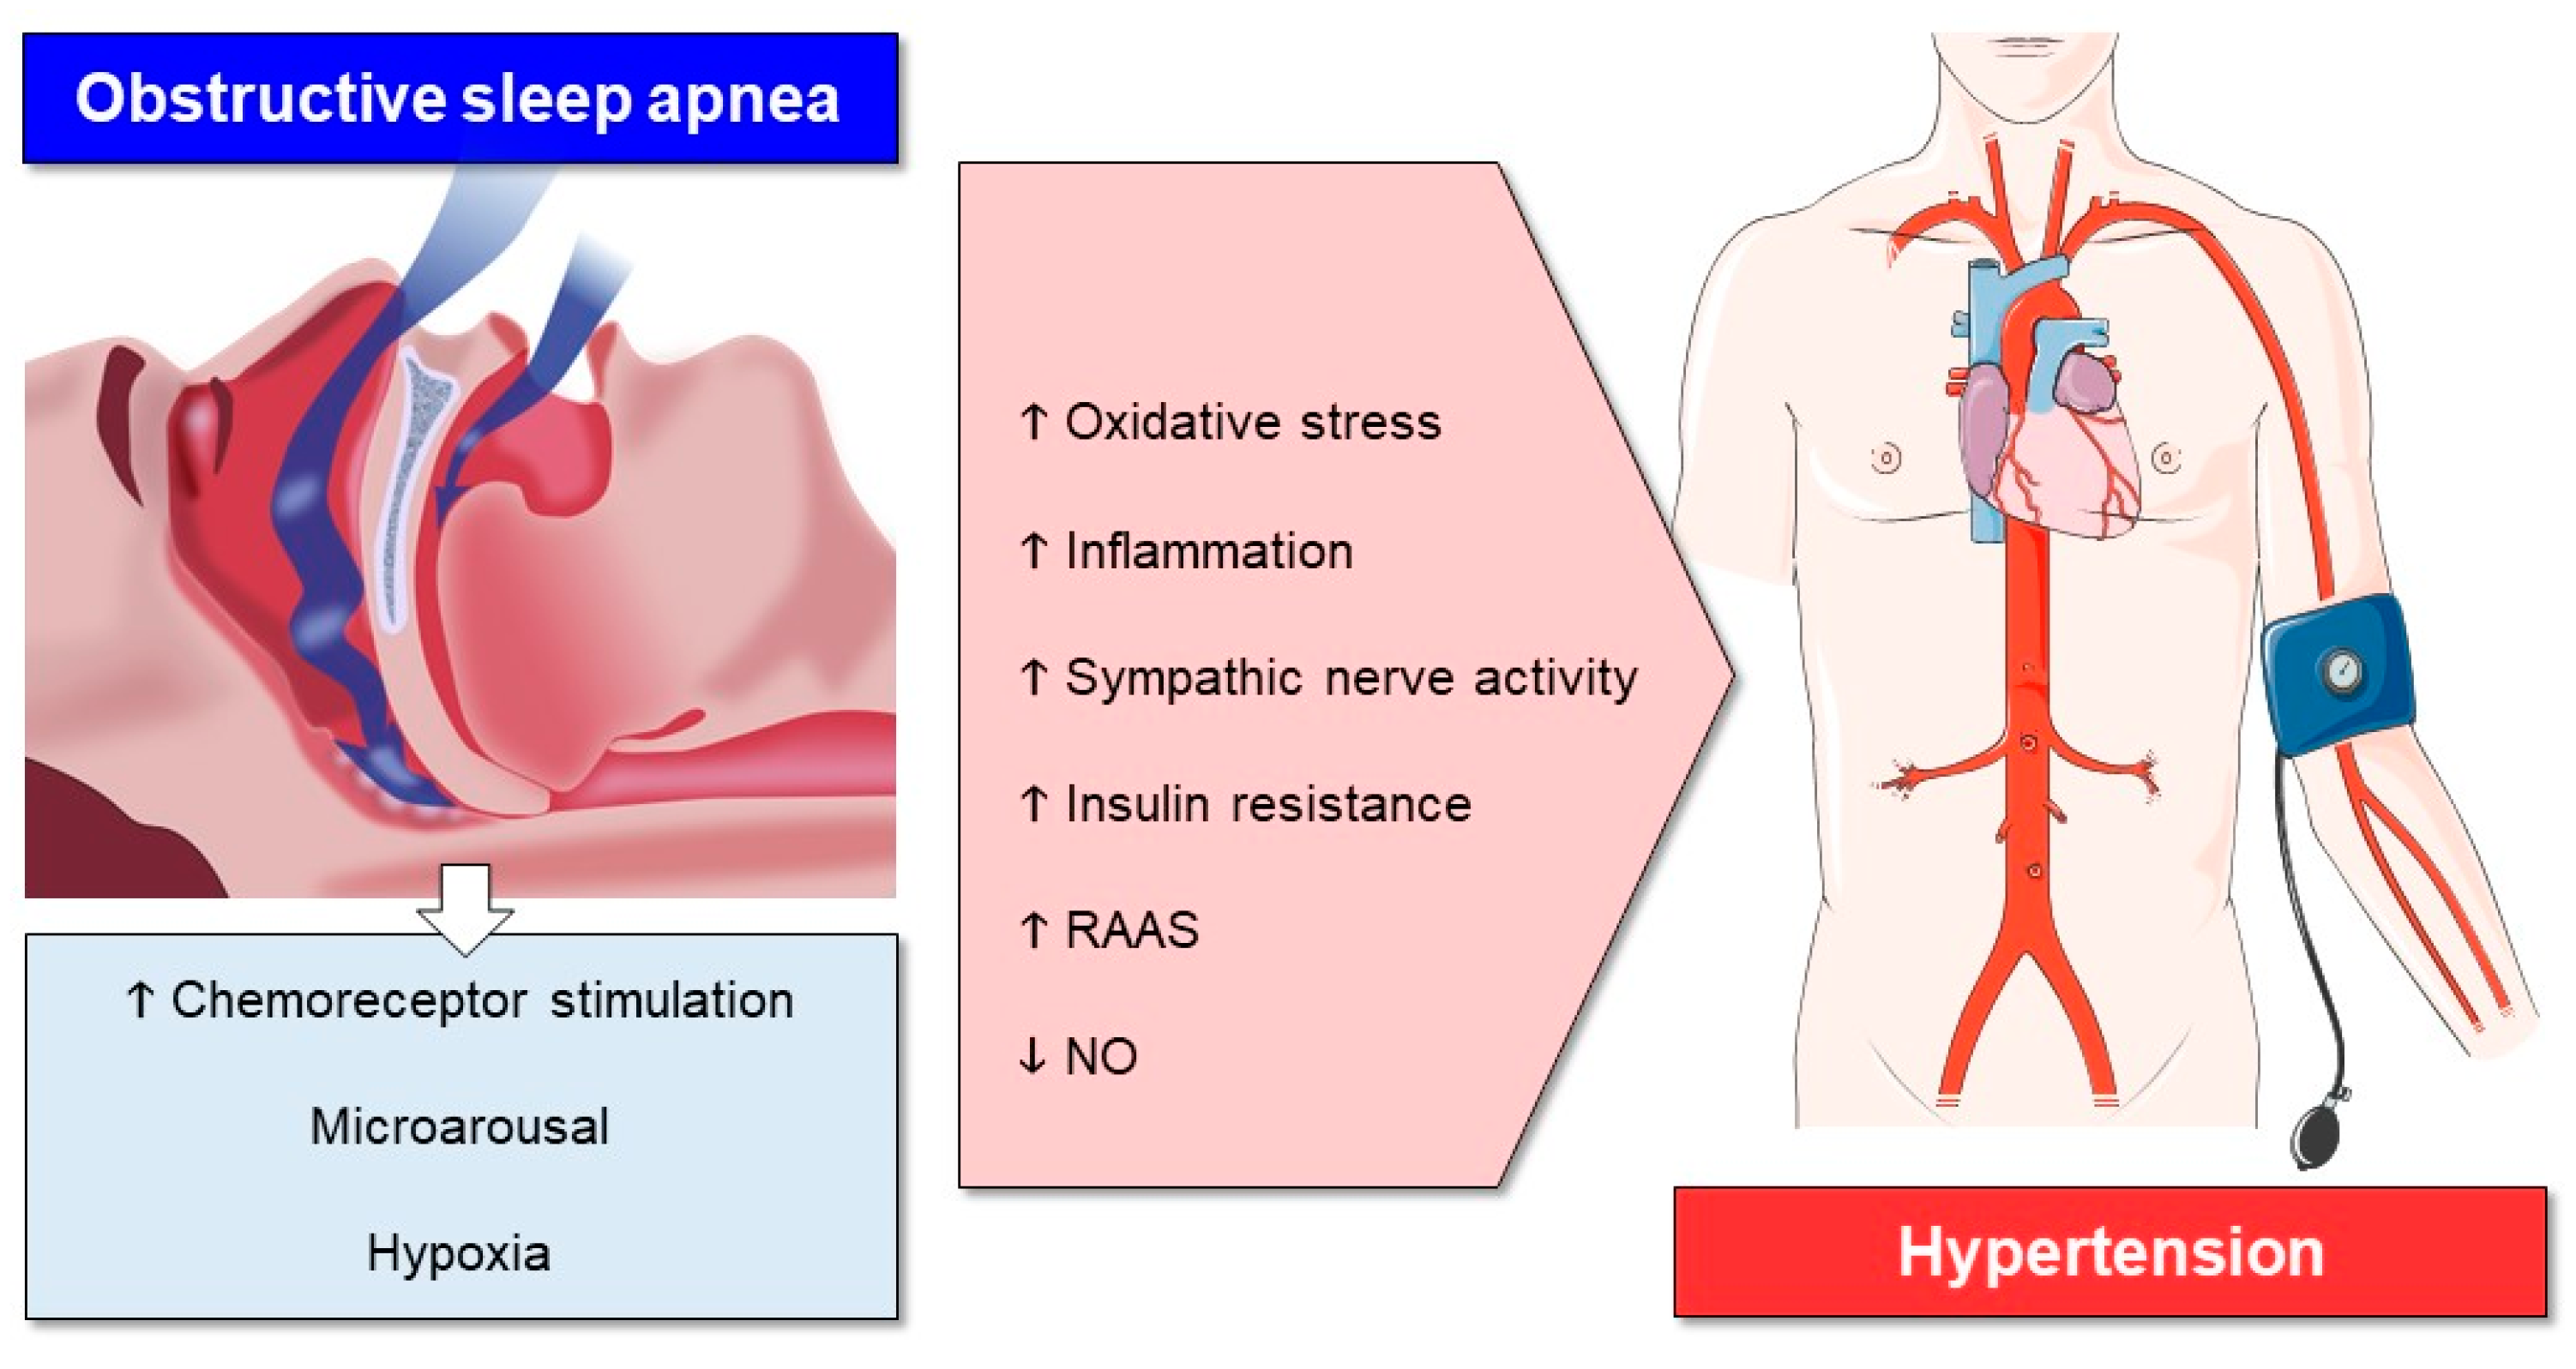 Obstructive sleep apnea
↑ Chemoreceptor stimulation
Microarousal
Hypoxia
↑ Oxidative stress
↑ Inflammation
↑ Sympathic nerve activity
↑ Insulin resistance
↑ RAAS
↓ NO
Hypertension